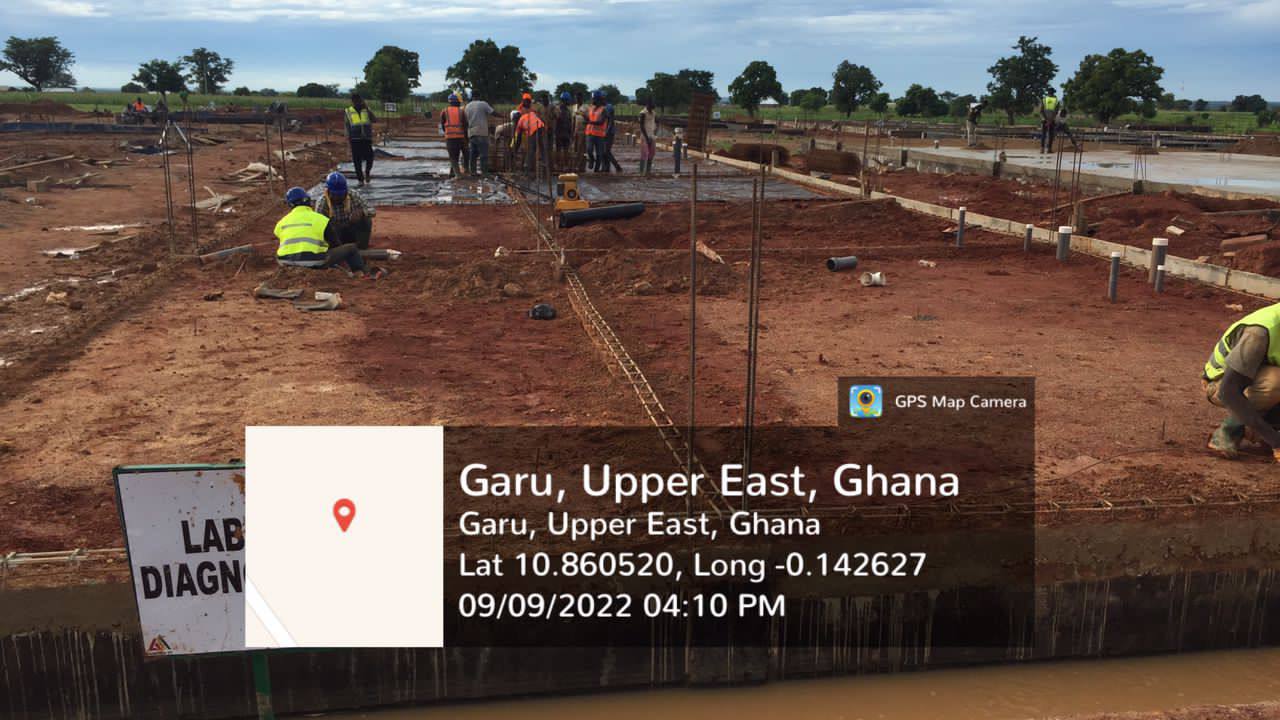 GPS Map Camera
Garu, Upper East, Ghana
Garu, Upper East, Ghana
Lat 10.860520, Long -0.142627
09/09/2022 04:10 PM
LAB
DIAGN